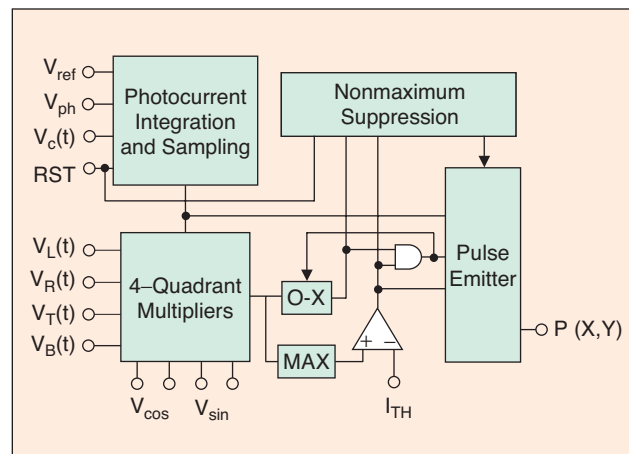 V_ref
V_ph
V_c(t)
RST
Photocurrent
Integration
and Sampling
Nonmaximum
Suppression
V_L(t)
V_R(t)
V_T(t)
V_B(t)
4–Quadrant
Multipliers
V_cos
V_sin
O-X
MAX
+ −
I_TH
Pulse
Emitter
P (X,Y)